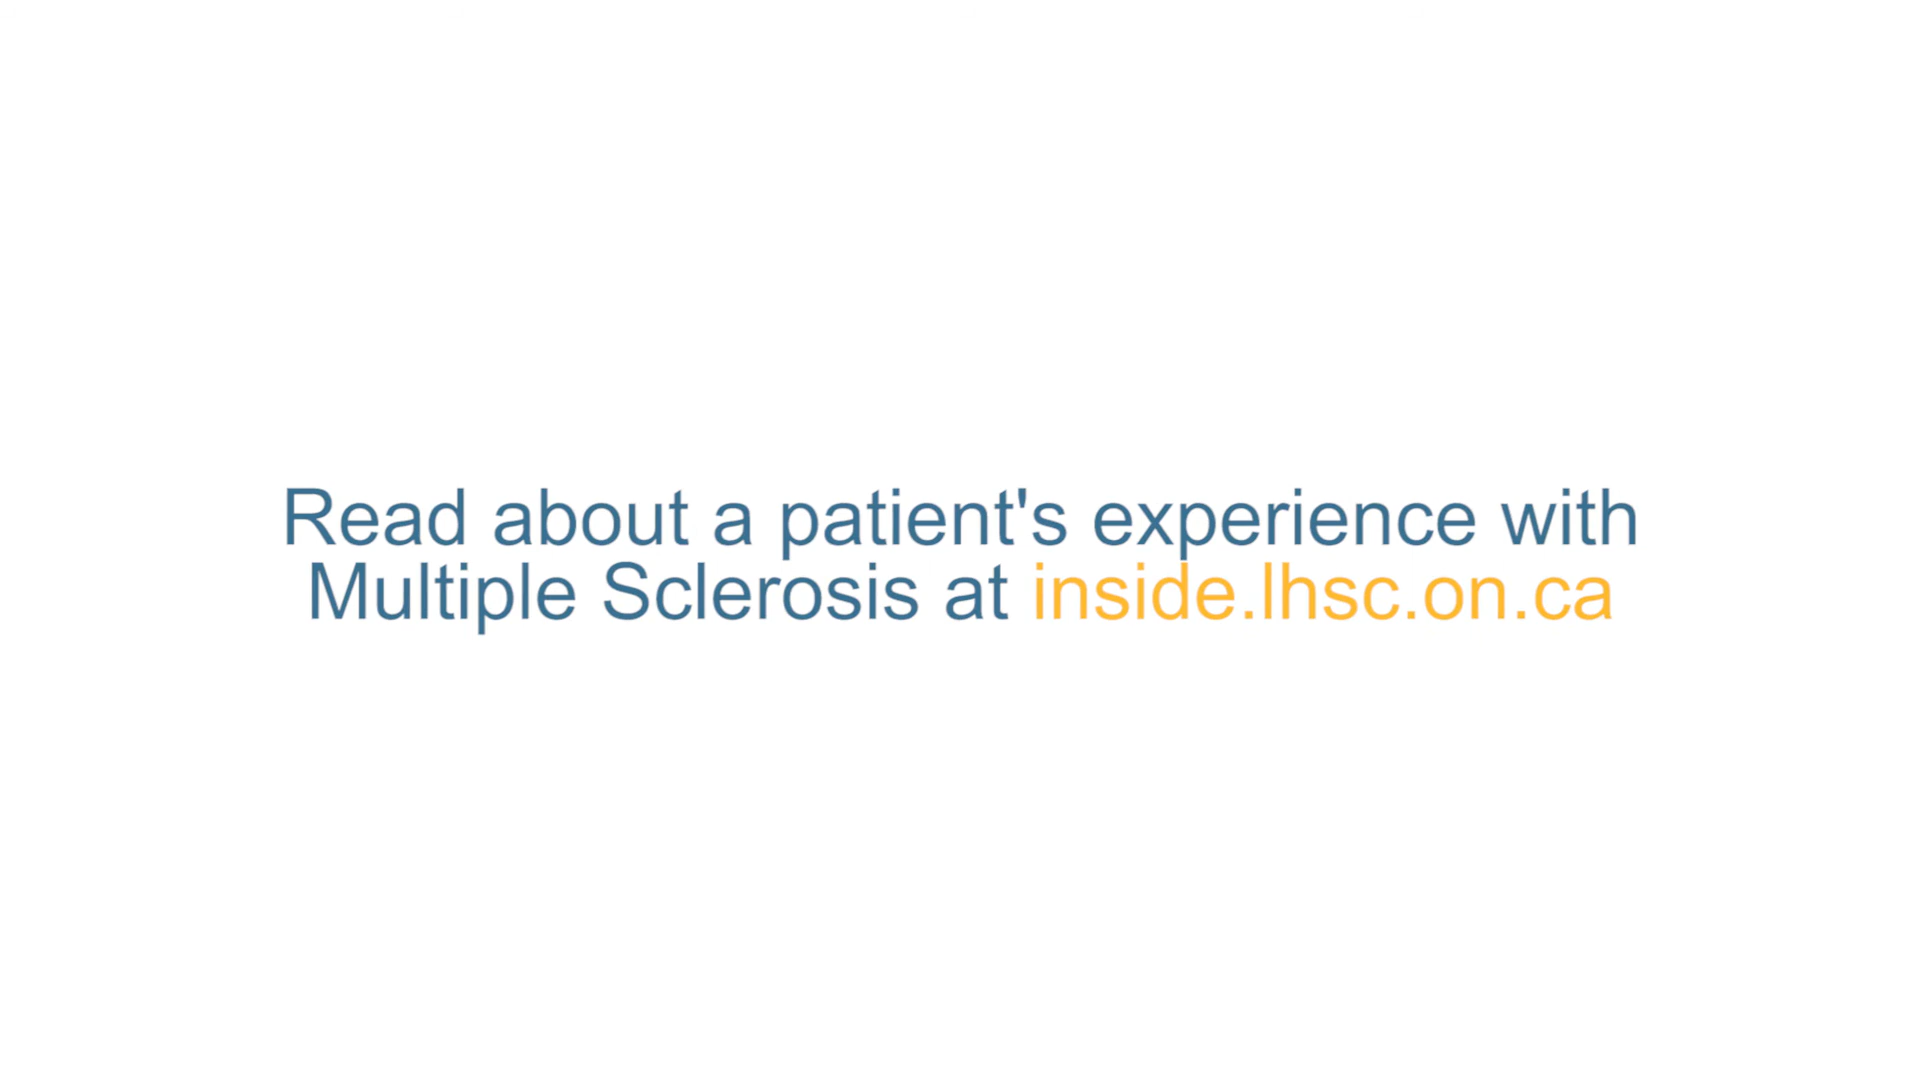 Read about a patient's experience with
Multiple Sclerosis at inside.lhsc.on.ca